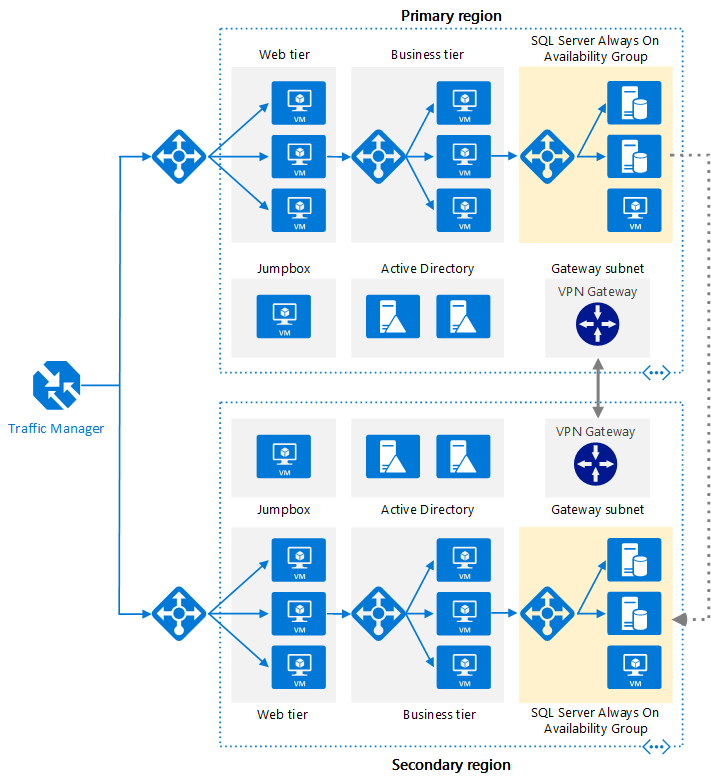 Primary region
Web tier
Business tier
SQL Server Always On
Availability Group
VM
VM
VM
VM
VM
VM
VM
Jumpbox
Active Directory
Gateway subnet
VM
VPN Gateway
Traffic Manager
VM
VPN Gateway
Jumpbox
Active Directory
Gateway subnet
VM
VM
VM
VM
VM
VM
VM
Web tier
Business tier
SQL Server Always On
Availability Group
Secondary region